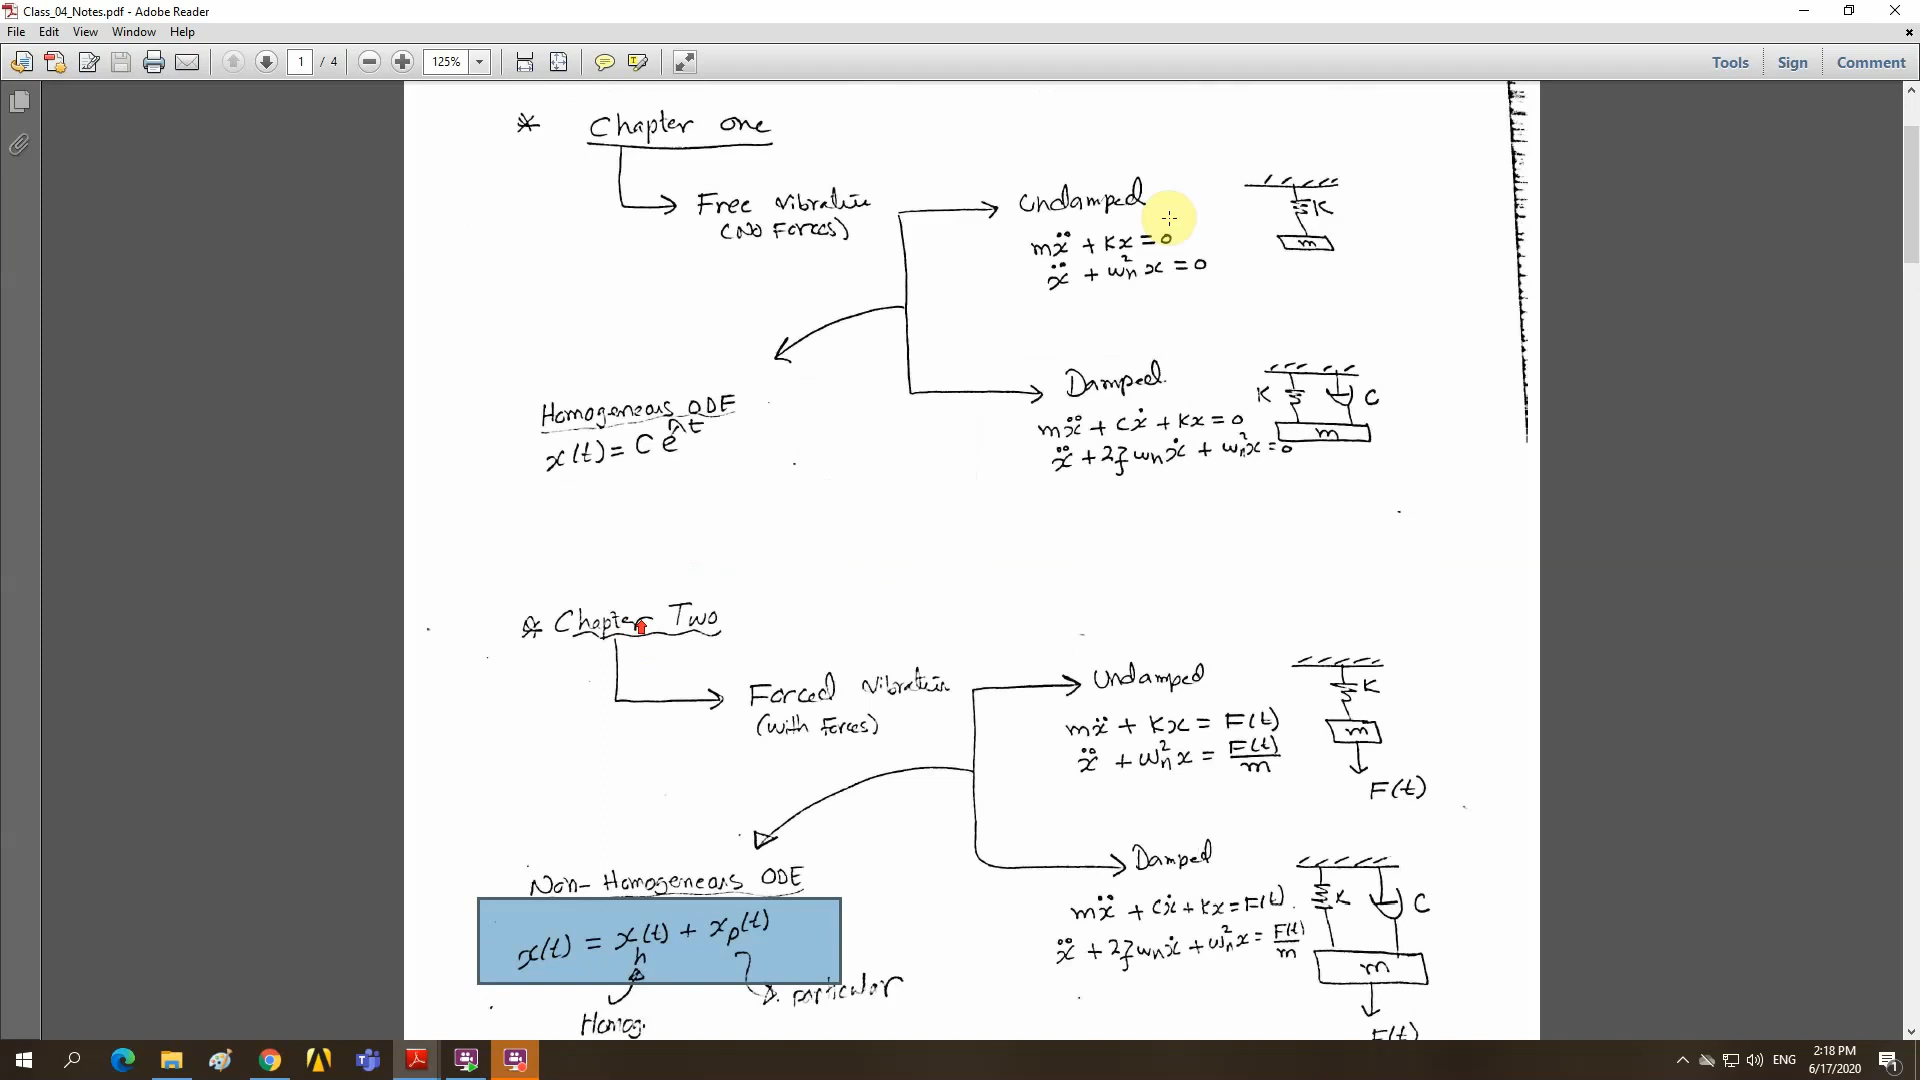 Class_04_Notes.pdf - Adobe Reader
File Edit View Window Help
1 / 4 125% Tools Sign Comment
* Chapter one
Free Vibration
(No Forces)
Undamped
mẍ + Kx = 0
ẍ + ωn² x = 0
K
m
Homogeneous ODE
x(t) = C e^λt
Damped
mẍ + Cẋ + Kx = 0
ẍ + 2ζωnẋ + ωn²x = 0
K C
m
* Chapter Two
Forced Vibration
(with Forces)
Undamped
mẍ + Kx = F(t)
ẍ + ωn² x = F(t)/m
K
m
F(t)
Non-Homogeneous ODE
x(t) = xh(t) + xp(t)
particular
Homog.
Damped
mẍ + Cẋ + Kx = F(t).
ẍ + 2ζωnẋ + ωn²x = F(t)/m
K C
m
F(t)
ENG
2:18 PM
6/17/2020
1